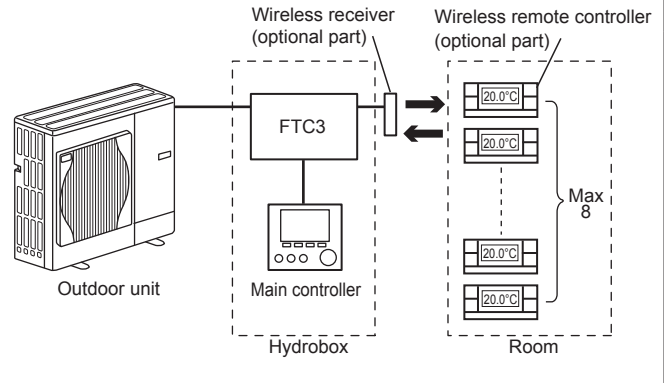 Wireless receiver
(optional part)
Wireless remote controller
(optional part)
FTC3
20.0°C
20.0°C
20.0°C
20.0°C
Max
8
Outdoor unit
Main controller
Hydrobox
Room